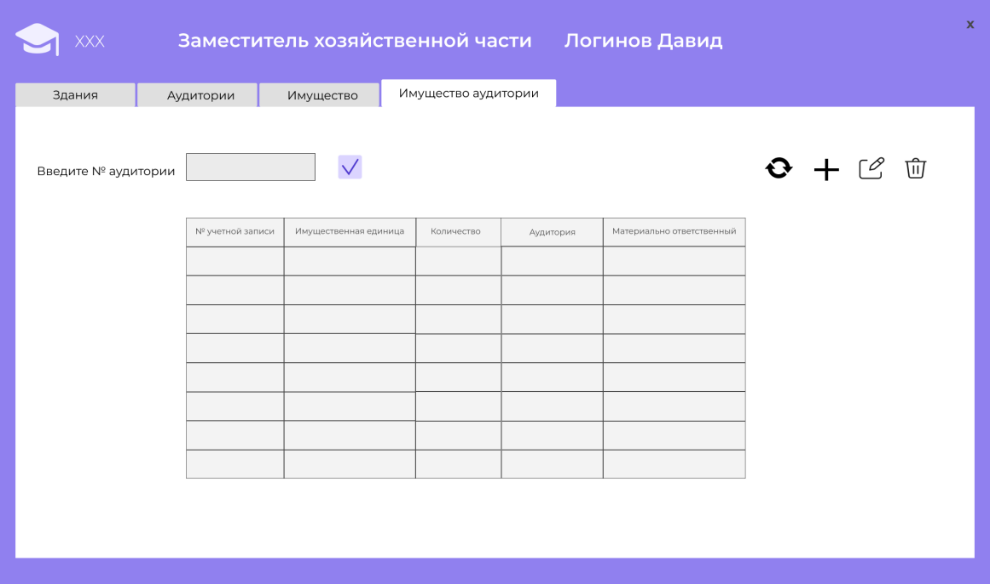 x
XXX
Заместитель хозяйственной части Логинов Давид
Здания
Аудитории
Имущество
Имущество аудитории
Введите № аудитории
№ учетной записи
Имущественная единица
Количество
Аудитория
Материально ответственный